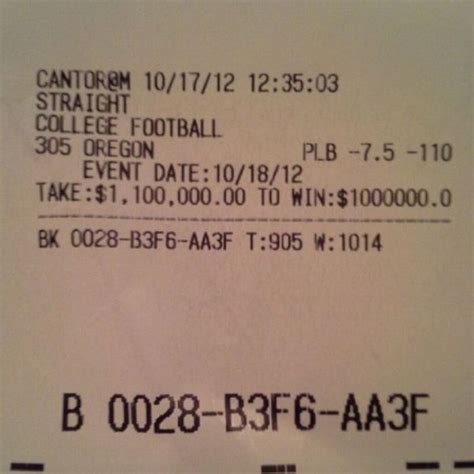 CANTOR@M 10/17/12 12:35:03
STRAIGHT
COLLEGE FOOTBALL
305 OREGON PLB -7.5 -110
EVENT DATE:10/18/12
TAKE:$1,100,000.00 TO WIN:$1000000.0
BK 0028-B3F6-AA3F T:905 W:1014
B 0028-B3F6-AA3F